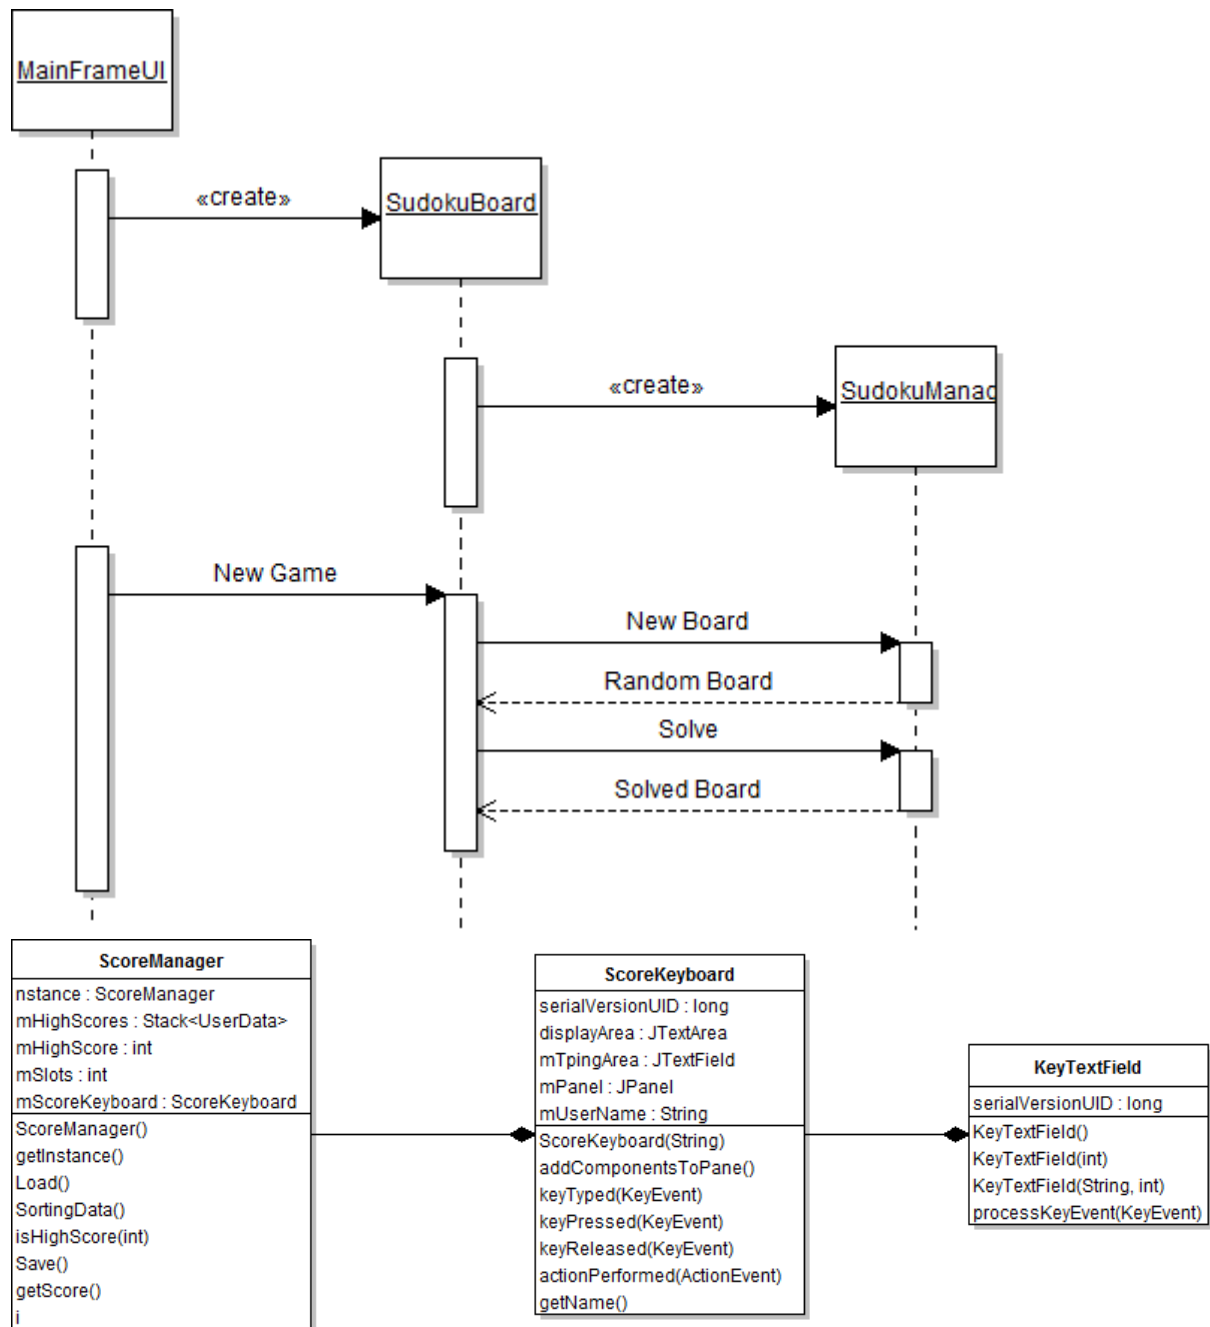 MainFrameUI
«create»
SudokuBoard
«create»
SudokuManag
New Game
New Board
Random Board
Solve
Solved Board
ScoreManager
nstance : ScoreManager
mHighScores : Stack<UserData>
mHighScore : int
mSlots : int
mScoreKeyboard : ScoreKeyboard
ScoreManager()
getInstance()
Load()
SortingData()
isHighScore(int)
Save()
getScore()
i
ScoreKeyboard
serialVersionUID : long
displayArea : JTextArea
mTpingArea : JTextField
mPanel : JPanel
mUserName : String
ScoreKeyboard(String)
addComponentsToPane()
keyTyped(KeyEvent)
keyPressed(KeyEvent)
keyReleased(KeyEvent)
actionPerformed(ActionEvent)
getName()
KeyTextField
serialVersionUID : long
KeyTextField()
KeyTextField(int)
KeyTextField(String, int)
processKeyEvent(KeyEvent)